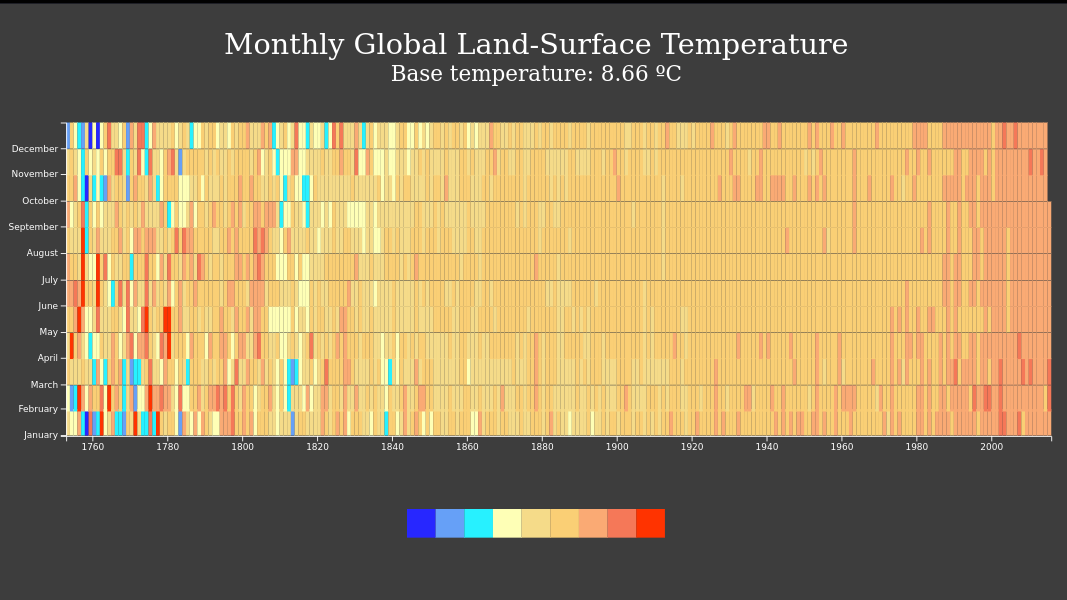 Monthly Global Land-Surface Temperature
Base temperature: 8.66 ºC
December
November
October
September
August
July
June
May
April
March
February
January
1760 1780 1800 1820 1840 1860 1880 1900 1920 1940 1960 1980 2000